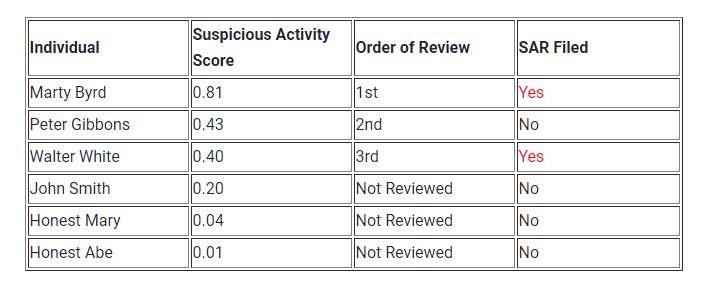 Individual Suspicious Activity Score Order of Review SAR Filed
Marty Byrd 0.81 1st Yes
Peter Gibbons 0.43 2nd No
Walter White 0.40 3rd Yes
John Smith 0.20 Not Reviewed No
Honest Mary 0.04 Not Reviewed No
Honest Abe 0.01 Not Reviewed No